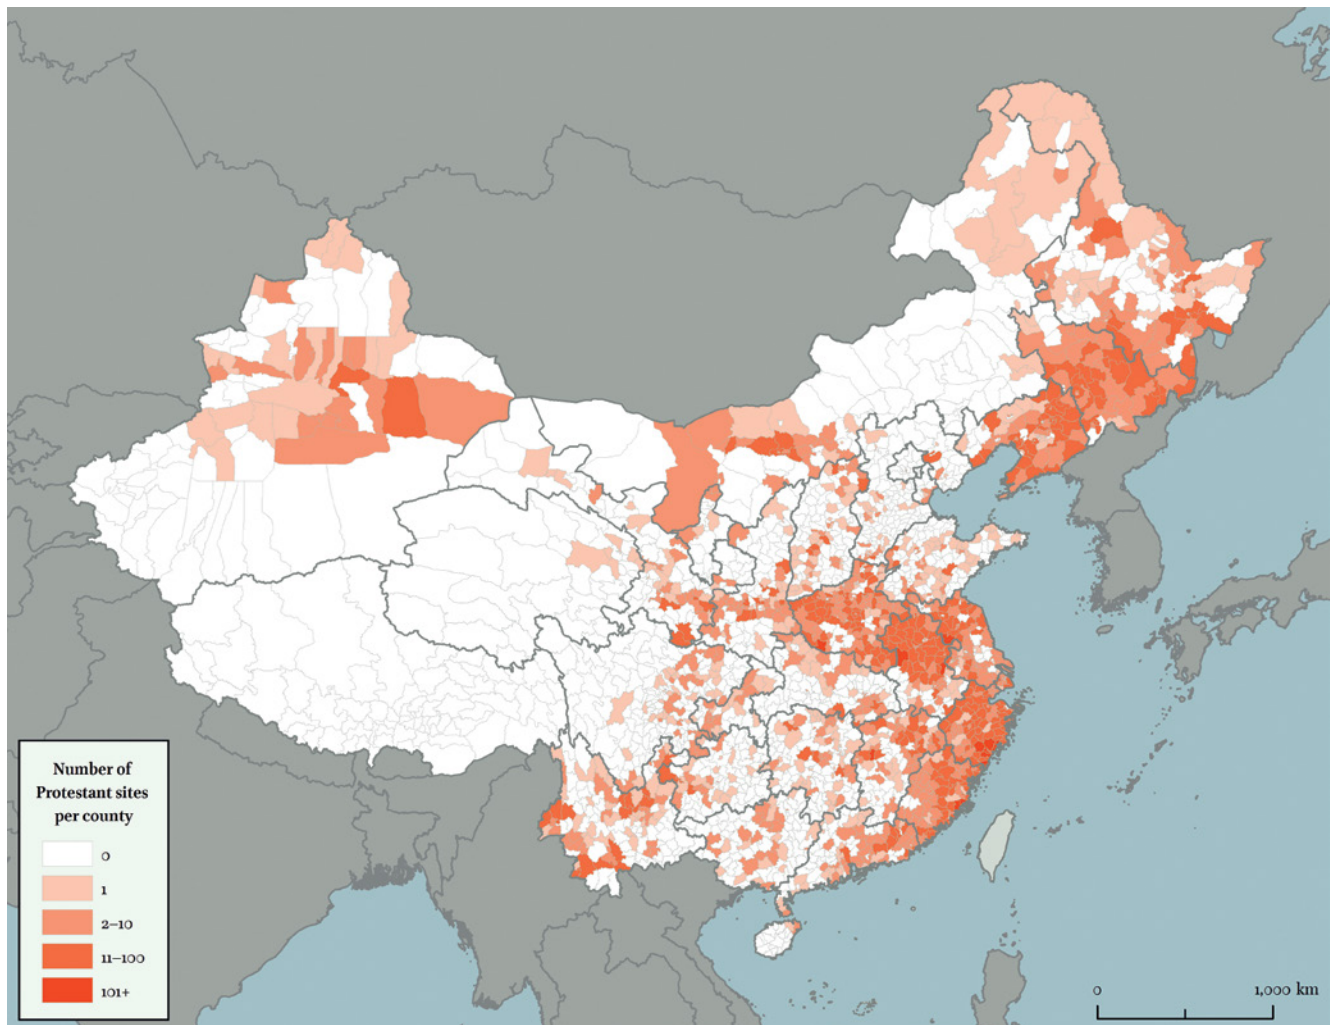 Number of
Protestant sites
per county
0
1
2–10
11–100
101+
0 1,000 km